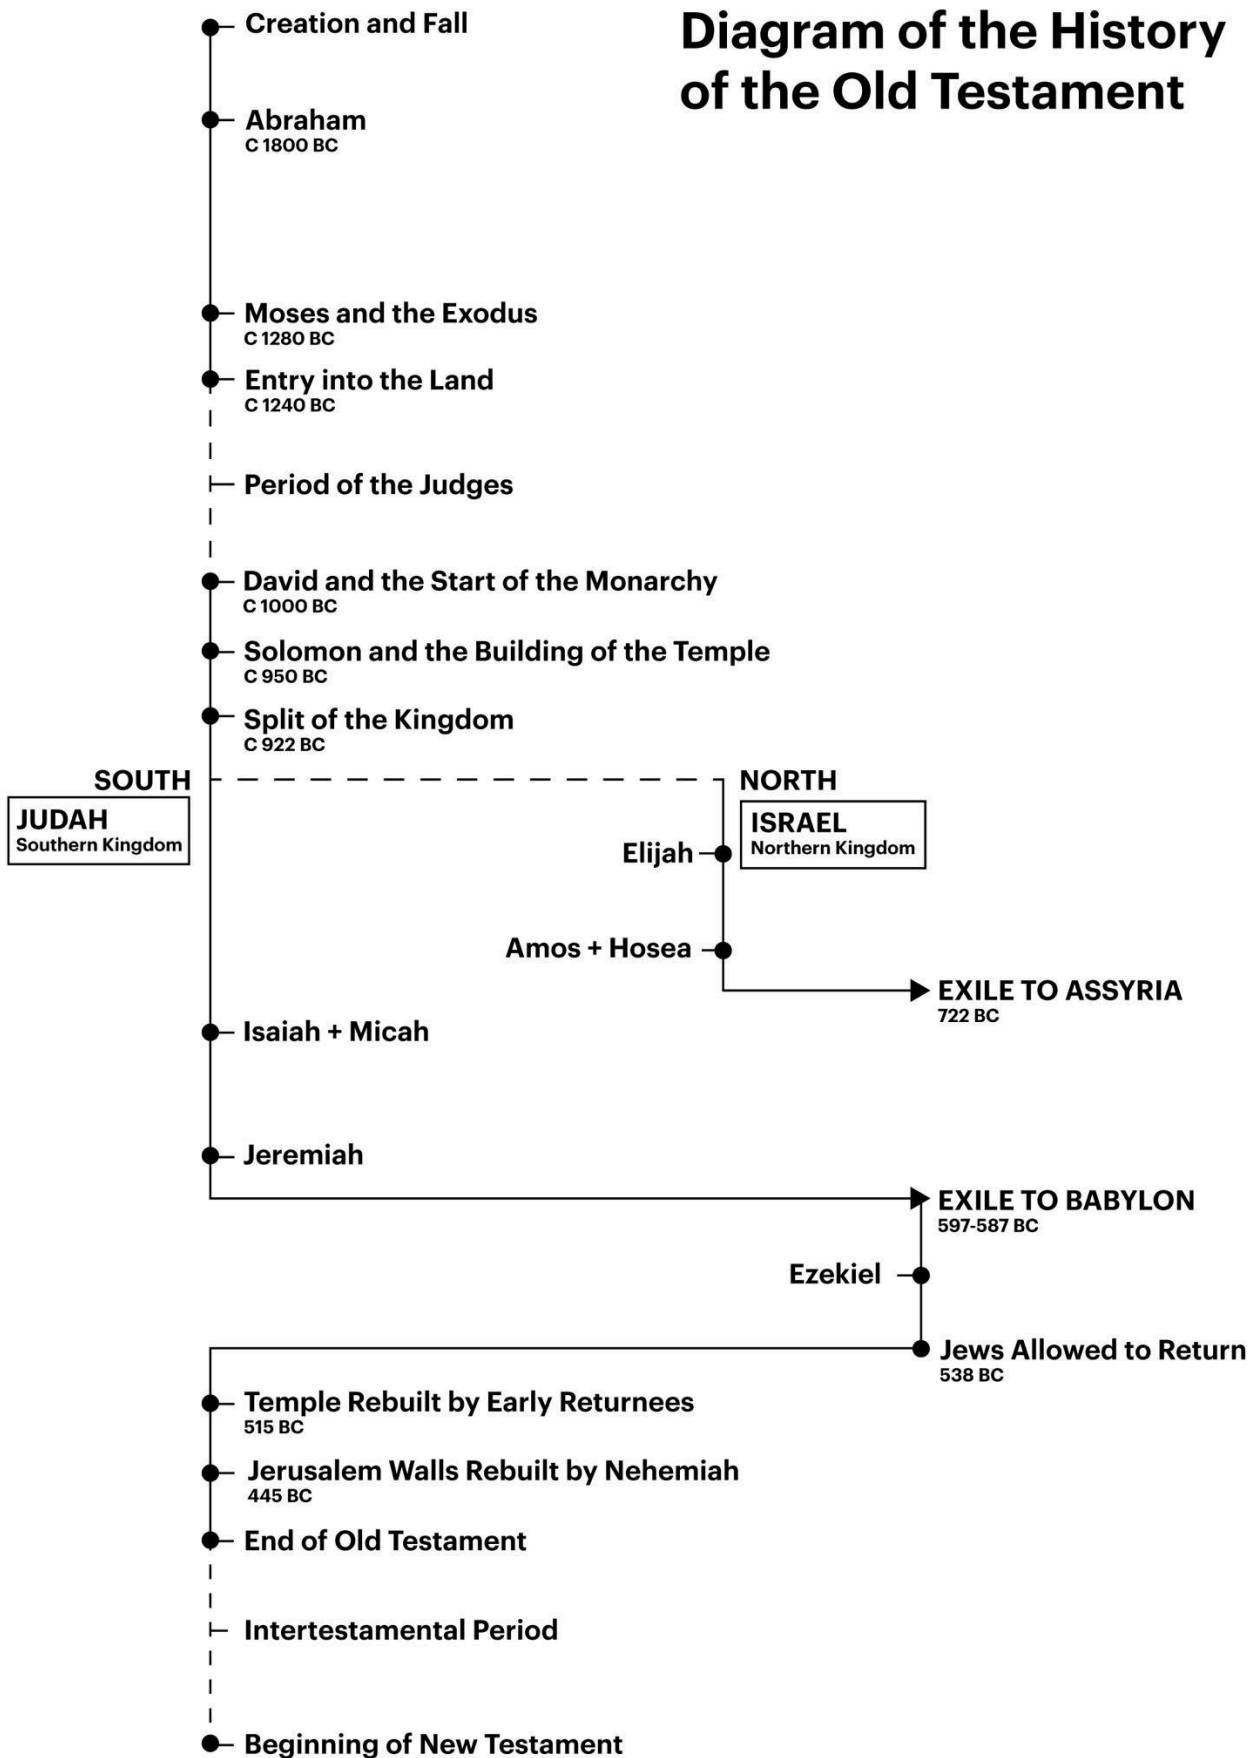 Diagram of the History
of the Old Testament
Creation and Fall
Abraham
C 1800 BC
Moses and the Exodus
C 1280 BC
Entry into the Land
C 1240 BC
Period of the Judges
David and the Start of the Monarchy
C 1000 BC
Solomon and the Building of the Temple
C 950 BC
Split of the Kingdom
C 922 BC
SOUTH
NORTH
JUDAH
Southern Kingdom
ISRAEL
Northern Kingdom
Elijah
Amos + Hosea
EXILE TO ASSYRIA
722 BC
Isaiah + Micah
Jeremiah
EXILE TO BABYLON
597-587 BC
Ezekiel
Jews Allowed to Return
538 BC
Temple Rebuilt by Early Returnees
515 BC
Jerusalem Walls Rebuilt by Nehemiah
445 BC
End of Old Testament
Intertestamental Period
Beginning of New Testament